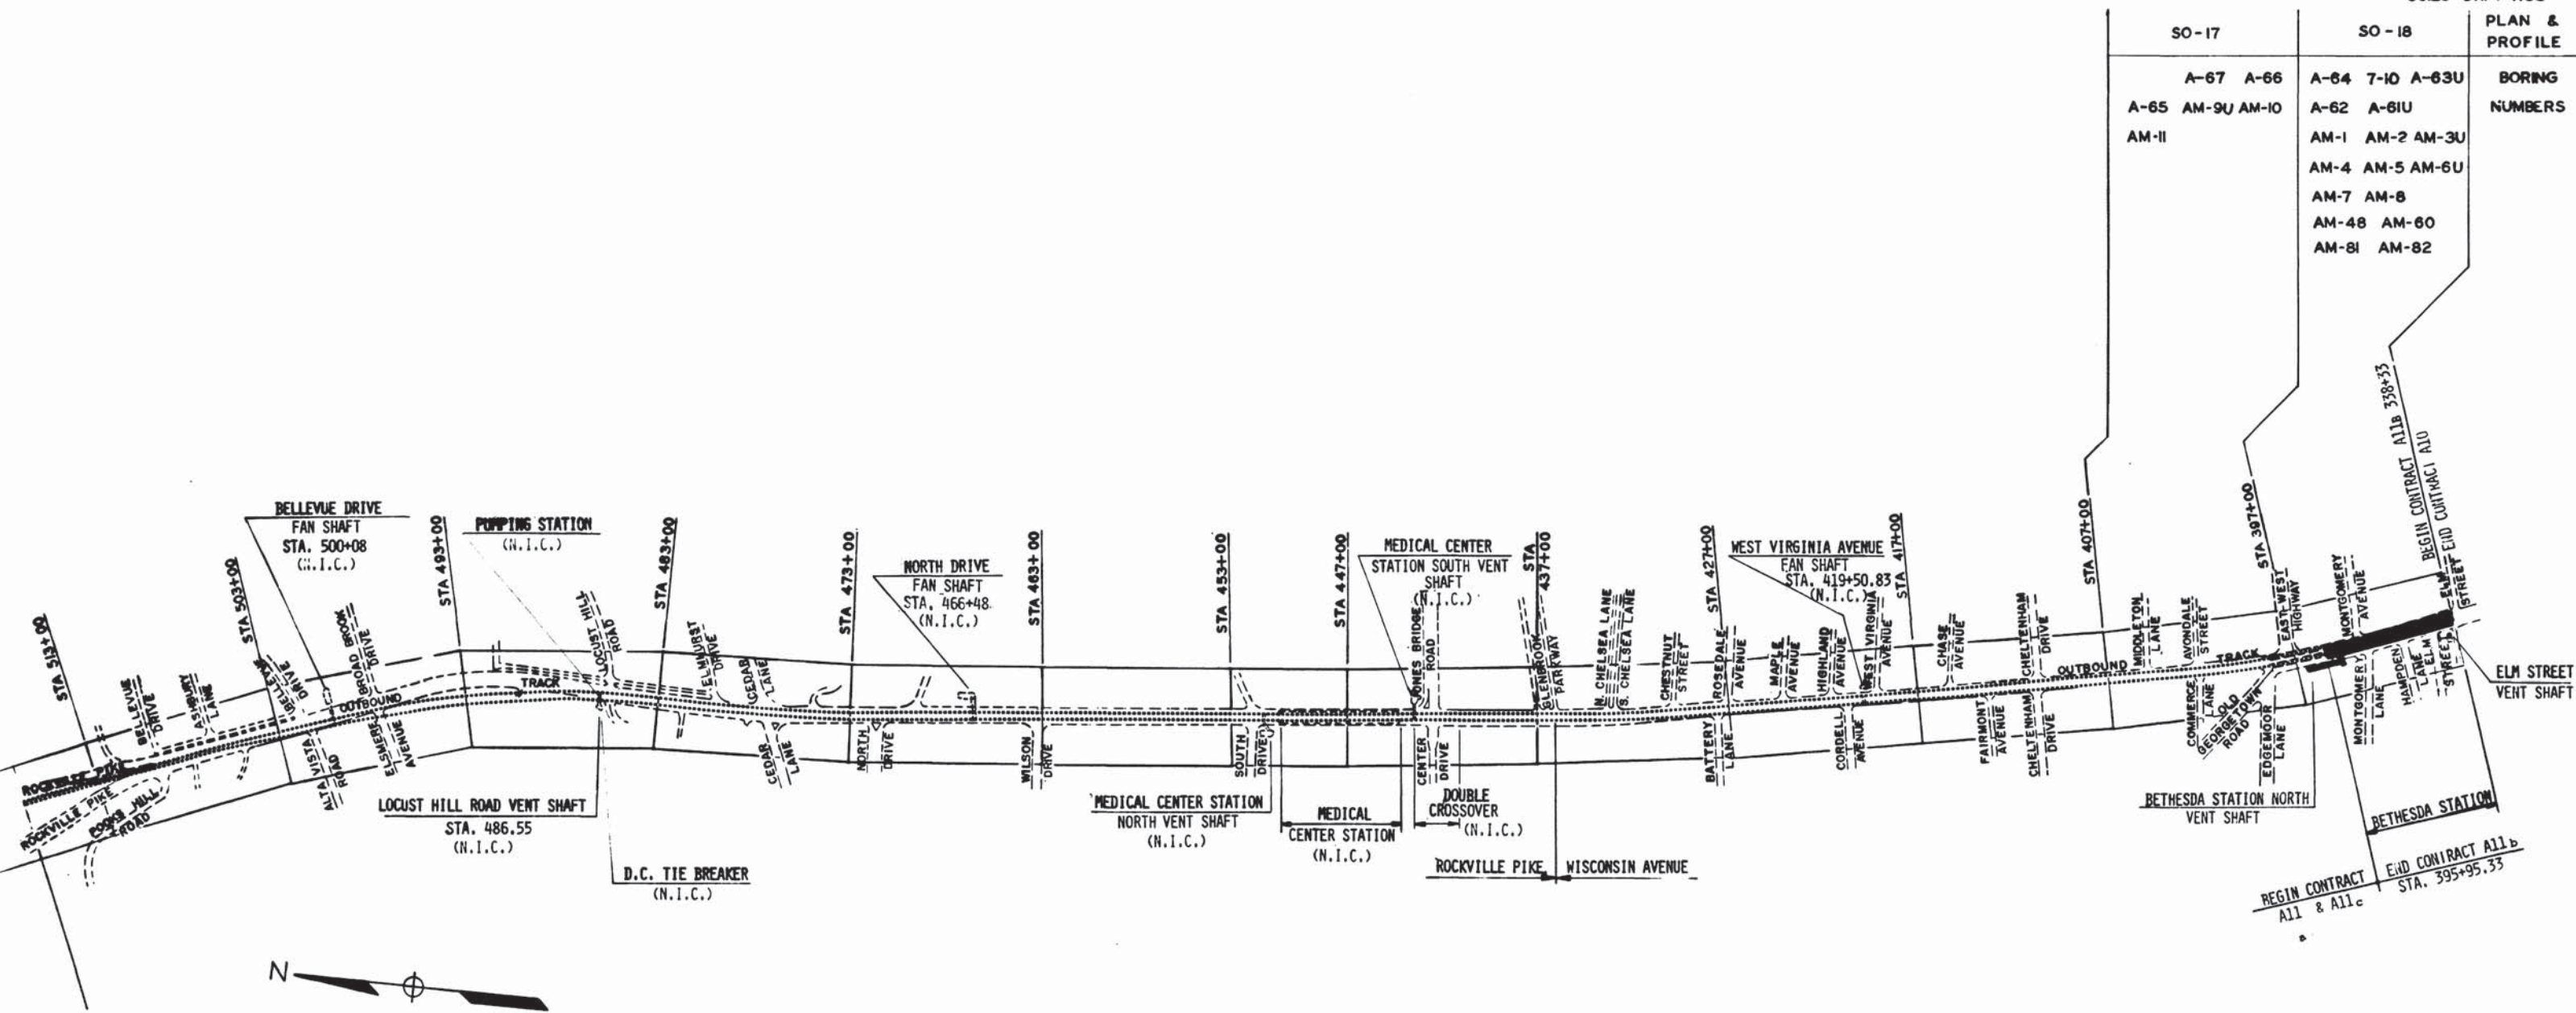 SO-17
SO-18
PLAN &
PROFILE
A-67 A-66
A-64 7-10 A-63U
BORING
A-65 AM-9U AM-10
A-62 A-61U
NUMBERS
AM-11
AM-1 AM-2 AM-3U
AM-4 AM-5 AM-6U
AM-7 AM-8
AM-48 AM-60
AM-81 AM-82
BEGIN CONTRACT A11B 338+33
END CONTRACT A10
STA 513+00
STA 503+00
STA 493+00
STA 483+00
STA 473+00
STA 463+00
STA 453+00
STA 447+00
STA
437+00
STA 427+00
STA 417+00
STA 407+00
STA 397+00
BELLEVUE DRIVE
FAN SHAFT
STA. 500+08
(N.I.C.)
PUMPING STATION
(N.I.C.)
NORTH DRIVE
FAN SHAFT
STA. 466+48
(N.I.C.)
MEDICAL CENTER
STATION SOUTH VENT
SHAFT
(N.I.C.)
WEST VIRGINIA AVENUE
FAN SHAFT
STA. 419+50.83
(N.I.C.)
BELLEVUE
DRIVE
ASHBURY
LANE
BELLEVUE
DRIVE
BROAD BROOK
DRIVE
LOCUST HILL
ROAD
ELMHURST
DRIVE
CEDAR
LANE
JONES BRIDGE
ROAD
GLENBROOK
PARKWAY
N. CHELSEA LANE
S. CHELSEA LANE
CHESTNUT
STREET
ROSEDALE
AVENUE
MAPLE
AVENUE
HIGHLAND
AVENUE
WEST VIRGINIA
AVENUE
CHASE
AVENUE
CHELTENHAM
DRIVE
MIDDLETON
LANE
AVONDALE
STREET
EAST-WEST
HIGHWAY
MONTGOMERY
AVENUE
ELM
STREET
OUTBOUND
TRACK
OUTBOUND
TRACK
ROCKVILLE PIKE
ROCKVILLE PIKE
POOKS HILL
ROAD
ALTA VISTA
ROAD
ELSMERE
AVENUE
CEDAR
LANE
NORTH
DRIVE
WILSON
DRIVE
SOUTH
DRIVE
CENTER
DRIVE
BATTERY
LANE
CORDELL
AVENUE
FAIRMONT
AVENUE
CHELTENHAM
DRIVE
COMMERCE
LANE
OLD
GEORGETOWN
ROAD
EDGEMOOR
LANE
MONTGOMERY
LANE
HAMPDEN
LANE
ELM
STREET
ELM STREET
VENT SHAFT
LOCUST HILL ROAD VENT SHAFT
STA. 486.55
(N.I.C.)
D.C. TIE BREAKER
(N.I.C.)
MEDICAL CENTER STATION
NORTH VENT SHAFT
(N.I.C.)
MEDICAL
CENTER STATION
(N.I.C.)
DOUBLE
CROSSOVER
(N.I.C.)
ROCKVILLE PIKE
WISCONSIN AVENUE
BETHESDA STATION NORTH
VENT SHAFT
BETHESDA STATION
BEGIN CONTRACT
A11 & A11c
END CONTRACT A11b
STA. 395+95.33
N